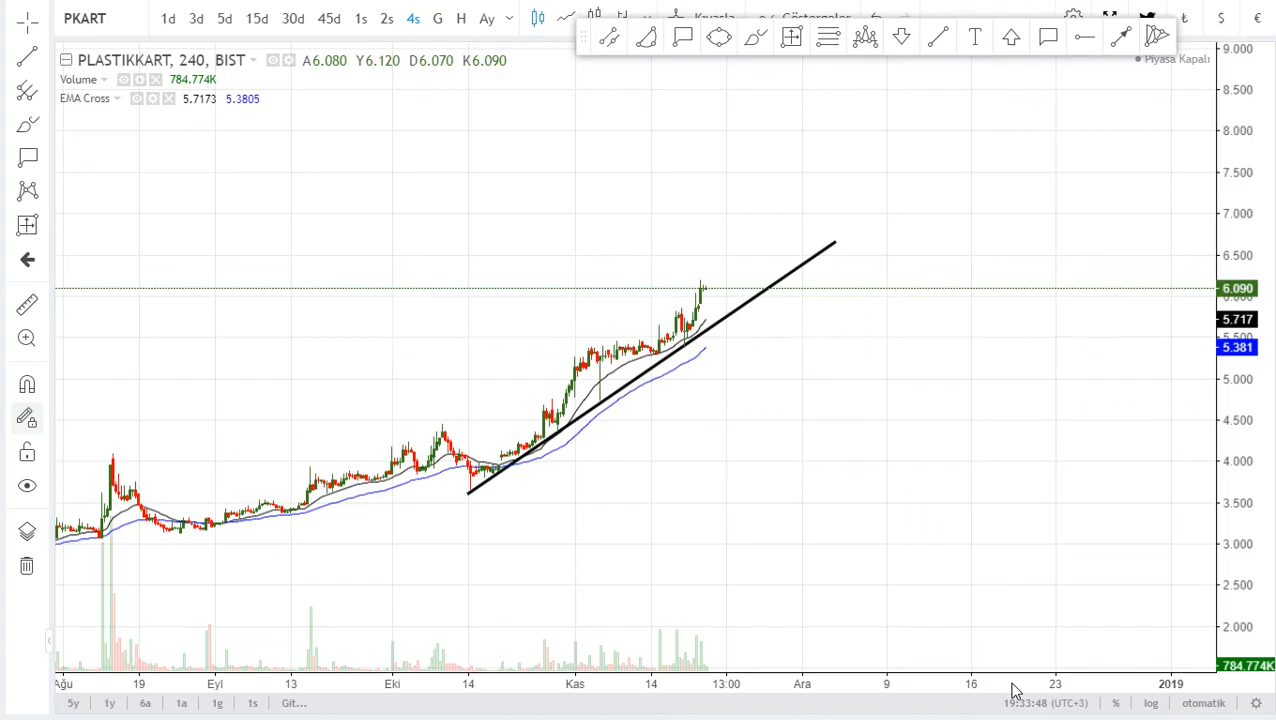 PKART 1d 3d 5d 15d 30d 45d 1s 2s 4s G H Ay
₺ $ €
PLASTIKKART, 240, BIST A6.080 Y6.120 D6.070 K6.090
Piyasa Kapalı
Volume 784.774K
EMA Cross 5.7173 5.3805
9.000
8.500
8.000
7.500
7.000
6.500
6.090
5.717
5.381
5.000
4.500
4.000
3.500
3.000
2.500
2.000
784.774K
Ağu 19 Eyl 13 Eki 14 Kas 14 13:00 Ara 9 16 23 2019
5y 1y 6a 1a 1g 1s Git... 19:33:48 (UTC+3) % log otomatik